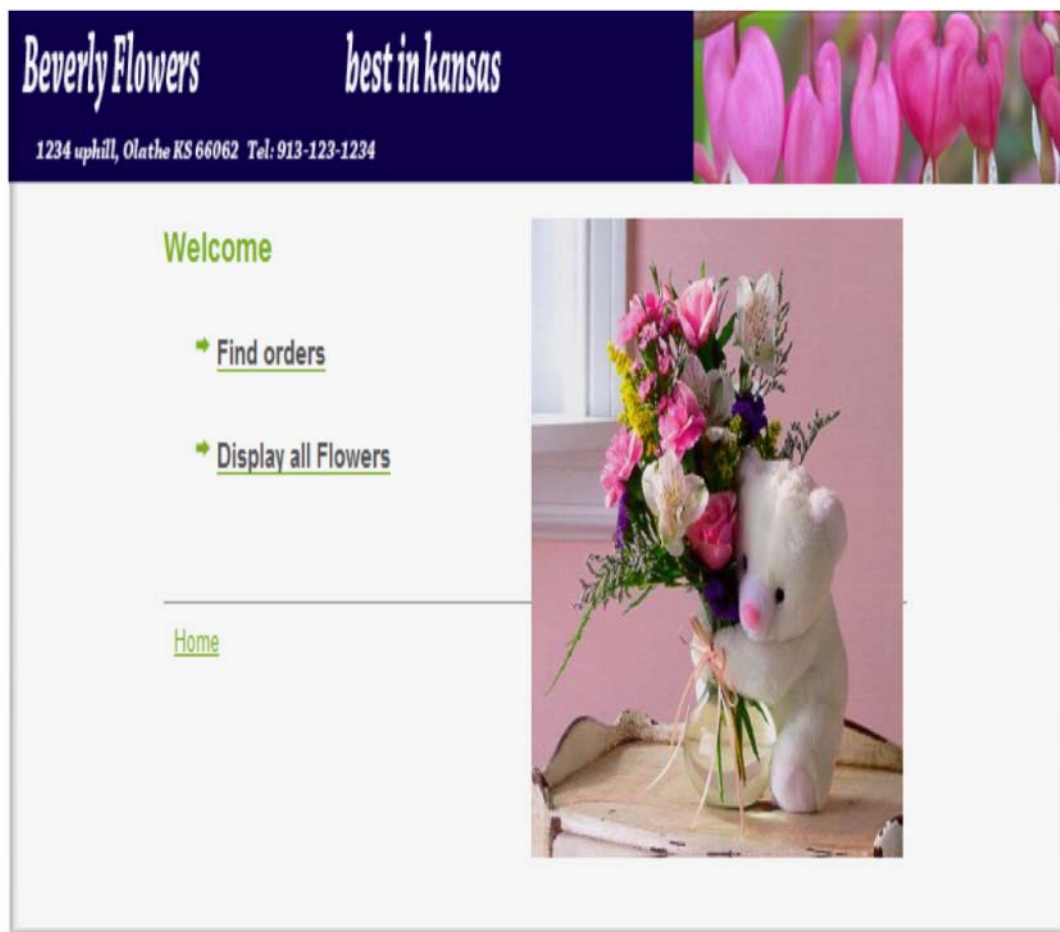 Beverly Flowers best in kansas
1234 uphill, Olathe KS 66062 Tel: 913-123-1234
Welcome
Find orders
Display all Flowers
Home